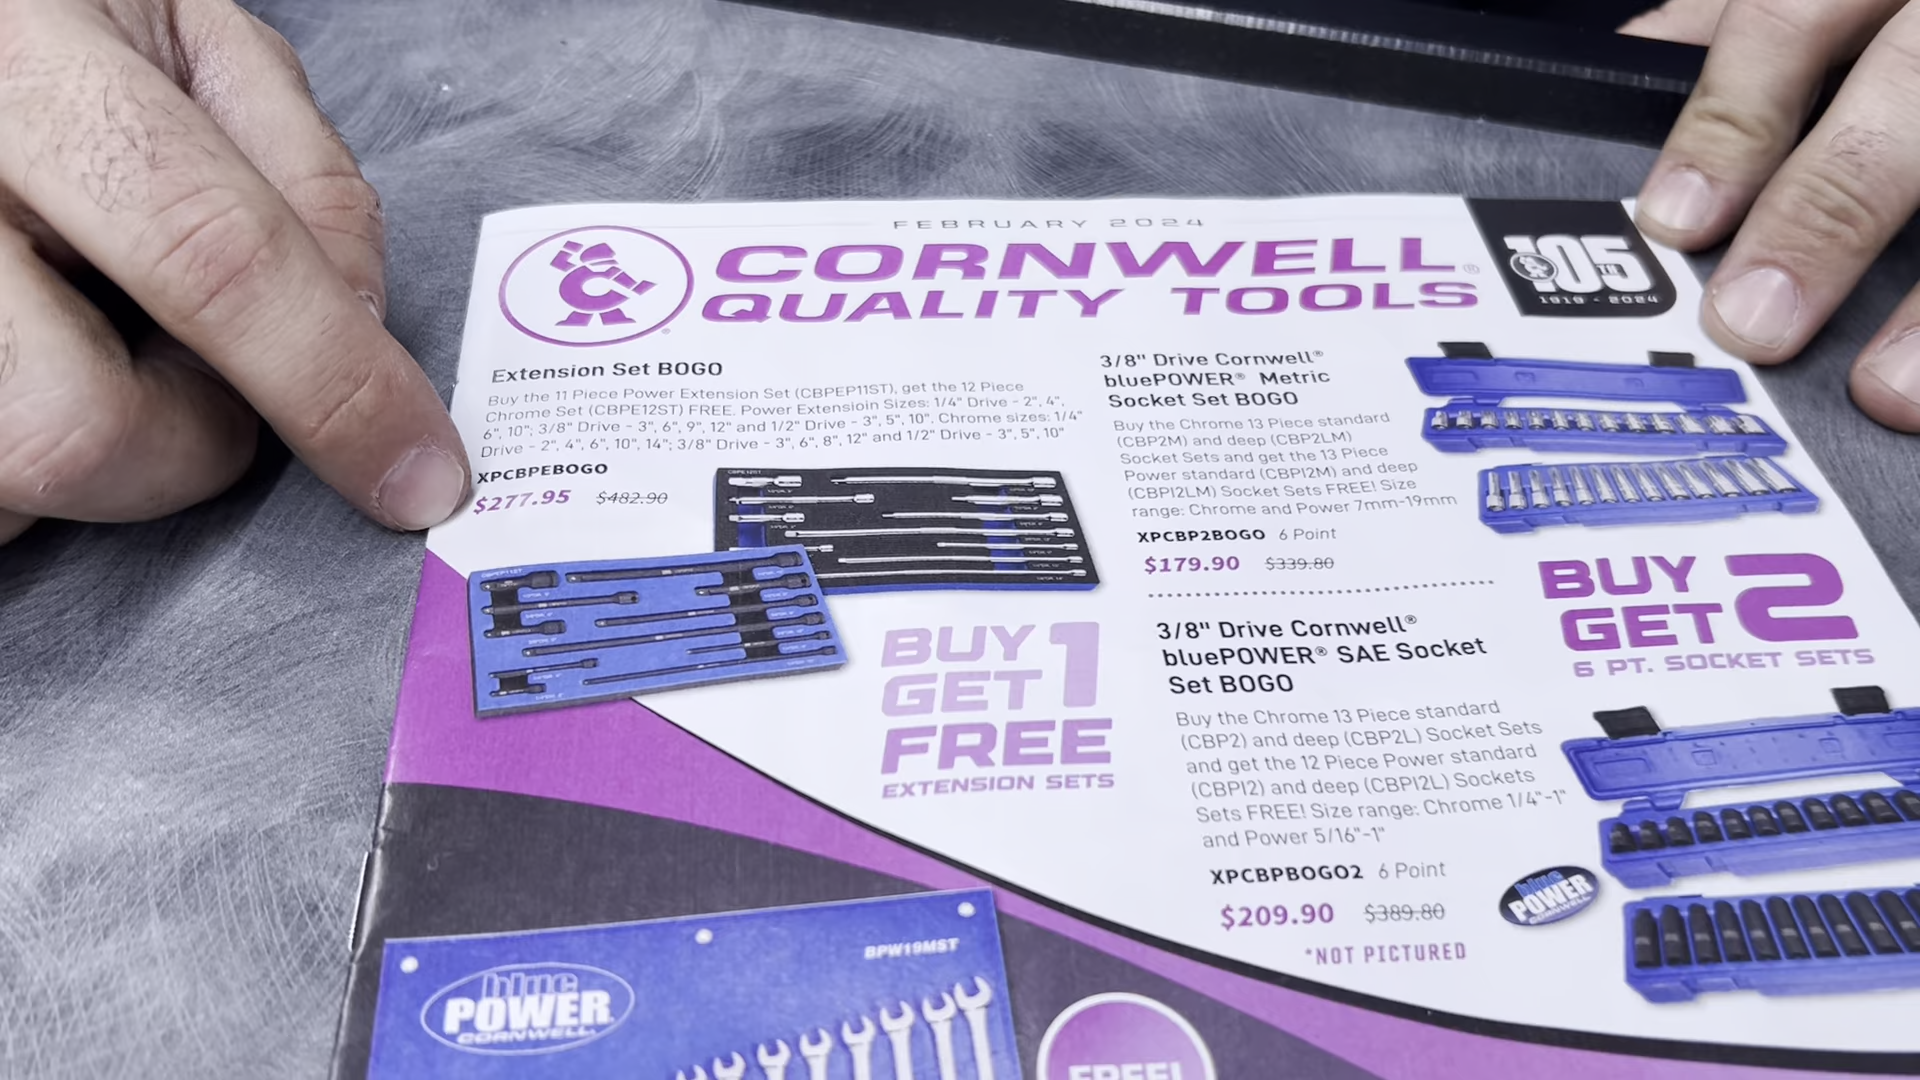 FEBRUARY 2024
CORNWELL®
QUALITY TOOLS
105TH
1919 - 2024
Extension Set BOGO
Buy the 11 Piece Power Extension Set (CBPEP11ST), get the 12 Piece
Chrome Set (CBPE12ST) FREE. Power Extensioin Sizes: 1/4" Drive - 2", 4",
6", 10"; 3/8" Drive - 3", 6", 9", 12" and 1/2" Drive - 3", 5", 10". Chrome sizes: 1/4"
Drive - 2", 4", 6", 10", 14"; 3/8" Drive - 3", 6", 8", 12" and 1/2" Drive - 3", 5", 10"
XPCBPEBOGO
$277.95 $482.90
CBPE12ST
CBPEP11ST
BUY 1
GET
FREE
EXTENSION SETS
3/8" Drive Cornwell®
bluePOWER® Metric
Socket Set BOGO
Buy the Chrome 13 Piece standard
(CBP2M) and deep (CBP2LM)
Socket Sets and get the 13 Piece
Power standard (CBPI2M) and deep
(CBPI2LM) Socket Sets FREE! Size
range: Chrome and Power 7mm-19mm
XPCBP2BOGO 6 Point
$179.90 $339.80
BUY 2
GET
6 PT. SOCKET SETS
3/8" Drive Cornwell®
bluePOWER® SAE Socket
Set BOGO
Buy the Chrome 13 Piece standard
(CBP2) and deep (CBP2L) Socket Sets
and get the 12 Piece Power standard
(CBPI2) and deep (CBPI2L) Sockets
Sets FREE! Size range: Chrome 1/4"-1"
and Power 5/16"-1"
XPCBPBOGO2 6 Point
$209.90 $389.80
*NOT PICTURED
blue
POWER
CORNWELL
BPW19MST
blue
POWER
CORNWELL
FREE!